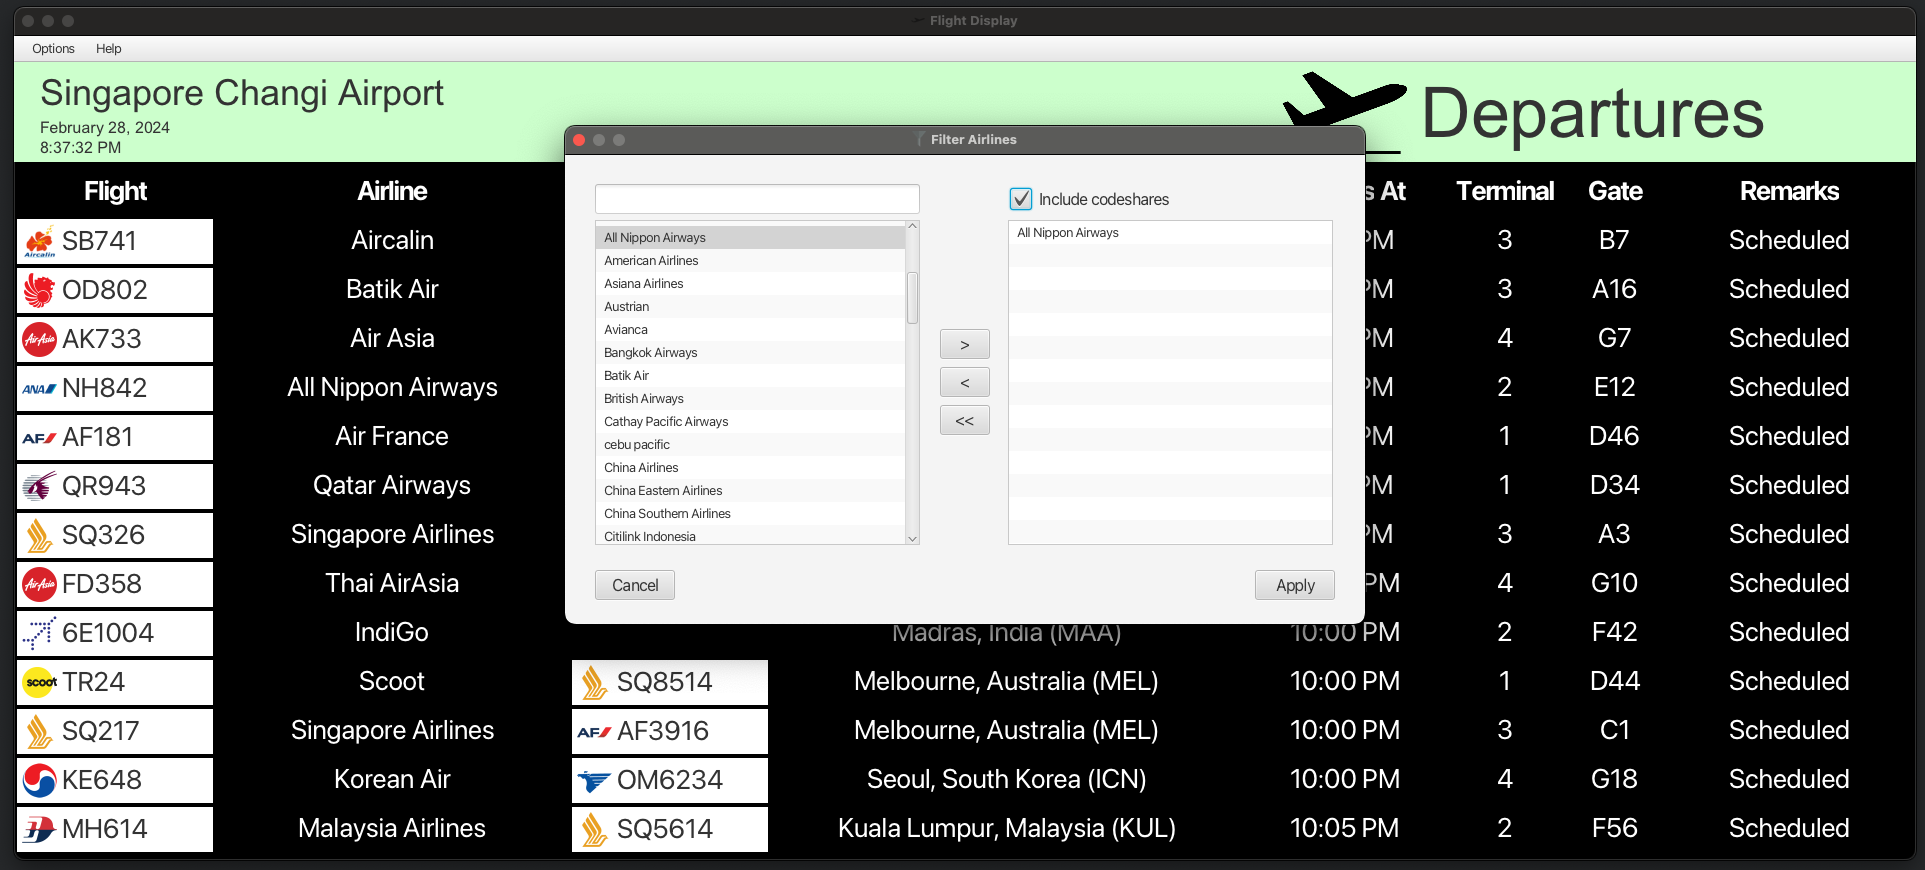 Flight Display
Options Help
Singapore Changi Airport
February 28, 2024
8:37:32 PM
Departures
Filter Airlines
Include codeshares
All Nippon Airways
American Airlines
Asiana Airlines
Austrian
Avianca
Bangkok Airways
Batik Air
British Airways
Cathay Pacific Airways
cebu pacific
China Airlines
China Eastern Airlines
China Southern Airlines
Citilink Indonesia
>
<
<<
All Nippon Airways
Cancel
Apply
Flight Airline s At Terminal Gate Remarks
Aircalin SB741 Aircalin PM 3 B7 Scheduled
OD802 Batik Air PM 3 A16 Scheduled
AirAsia AK733 Air Asia PM 4 G7 Scheduled
ANA NH842 All Nippon Airways PM 2 E12 Scheduled
AF AF181 Air France PM 1 D46 Scheduled
QR943 Qatar Airways PM 1 D34 Scheduled
SQ326 Singapore Airlines PM 3 A3 Scheduled
AirAsia FD358 Thai AirAsia PM 4 G10 Scheduled
6E1004 IndiGo Madras, India (MAA) 10:00 PM 2 F42 Scheduled
scoot TR24 Scoot SQ8514 Melbourne, Australia (MEL) 10:00 PM 1 D44 Scheduled
SQ217 Singapore Airlines AF AF3916 Melbourne, Australia (MEL) 10:00 PM 3 C1 Scheduled
KE648 Korean Air OM6234 Seoul, South Korea (ICN) 10:00 PM 4 G18 Scheduled
MH614 Malaysia Airlines SQ5614 Kuala Lumpur, Malaysia (KUL) 10:05 PM 2 F56 Scheduled